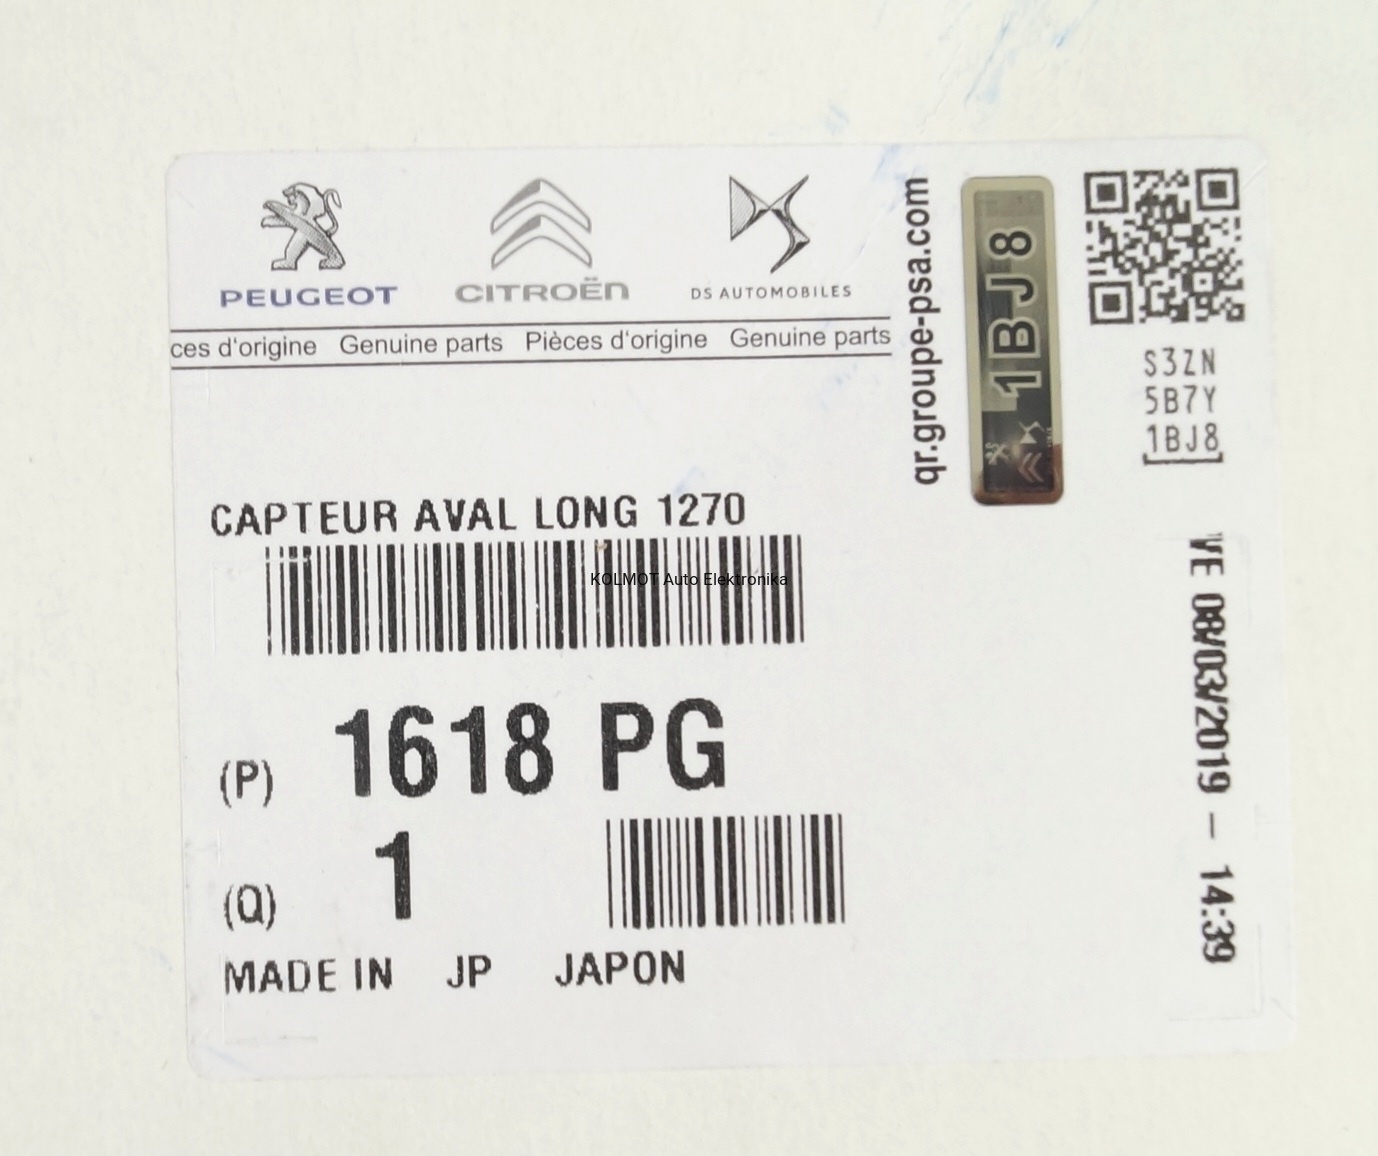 PEUGEOT
CITROËN
DS AUTOMOBILES
ces d'origine Genuine parts Pièces d'origine Genuine parts
qr.groupe-psa.com
1BJ8
S3ZN
5B7Y
1BJ8
CAPTEUR AVAL LONG 1270
KOLMOT Auto Elektronika
(P) 1618 PG
(Q) 1
MADE IN JP JAPON
VE 08/03/2019 - 14:39